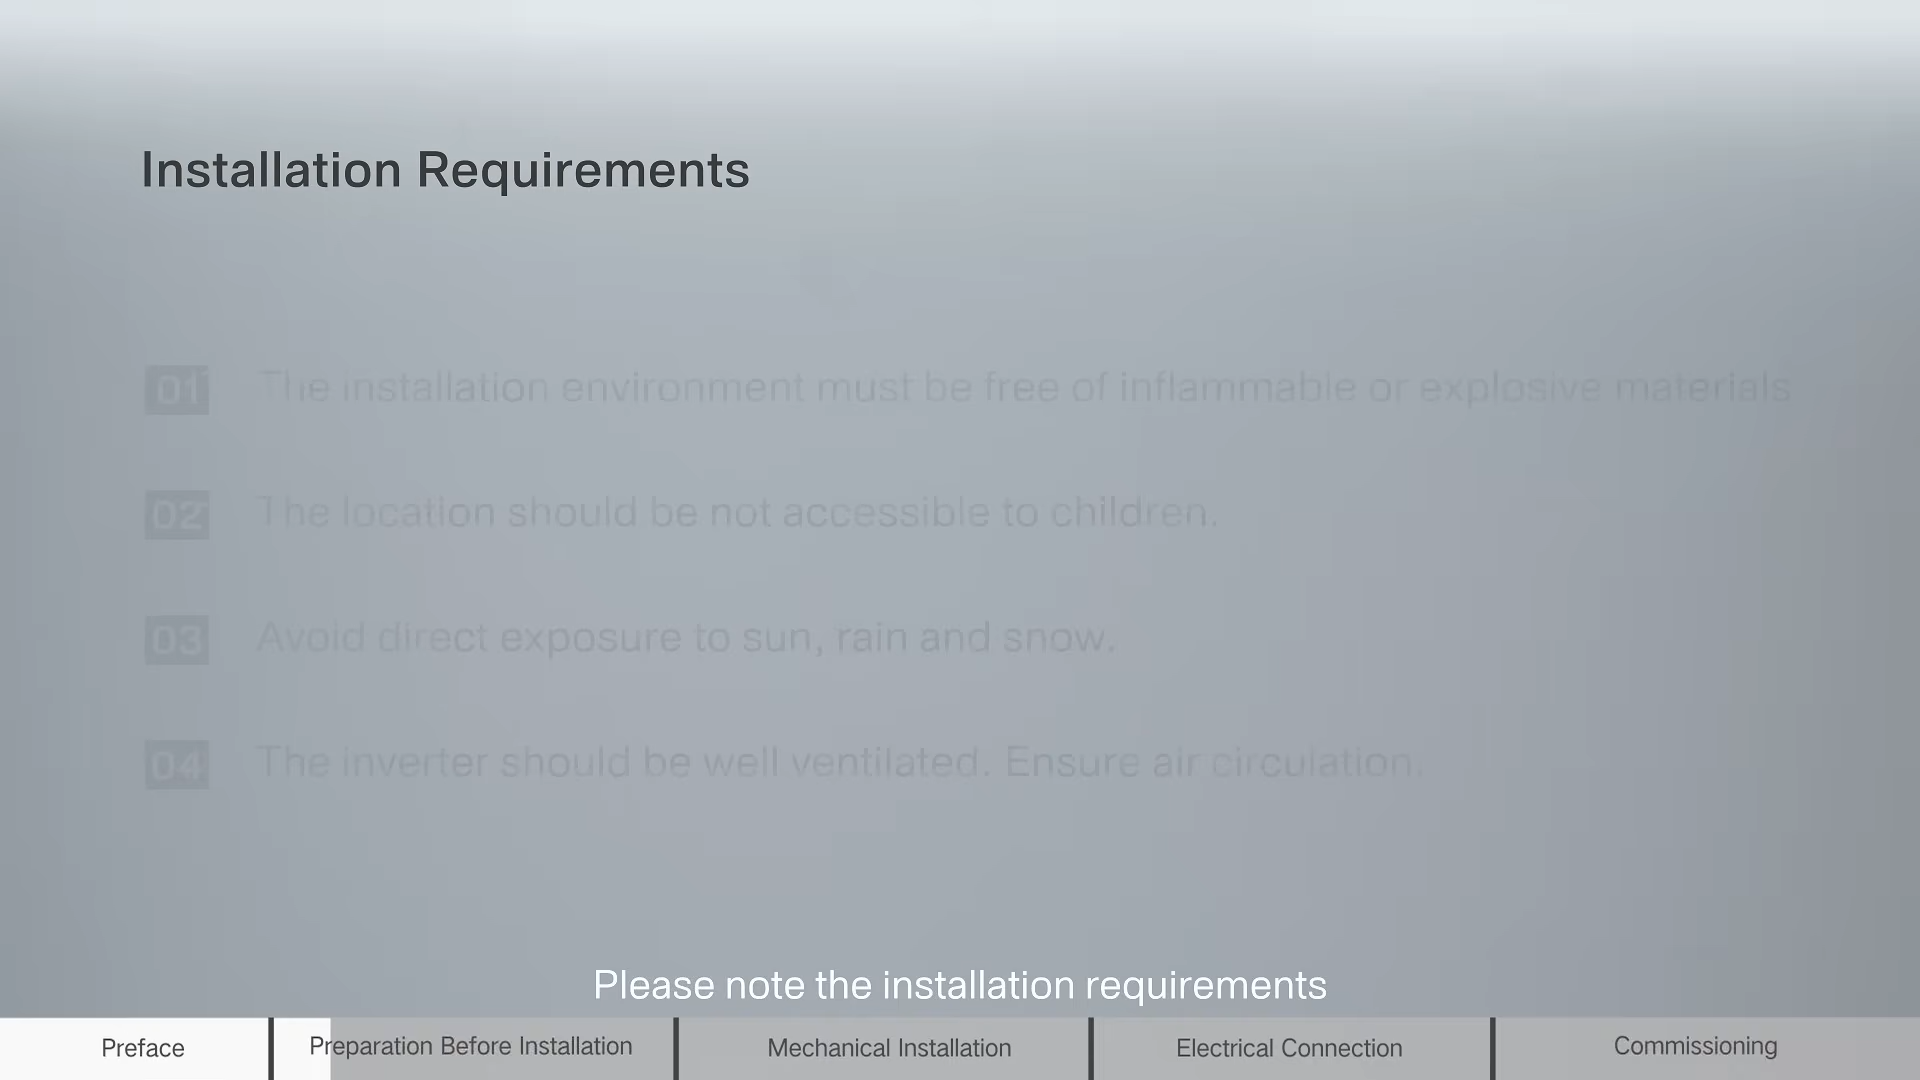 Installation Requirements
01 The installation environment must be free of inflammable or explosive materials
02 The location should be not accessible to children.
03 Avoid direct exposure to sun, rain and snow.
04 The inverter should be well ventilated. Ensure air circulation.
Please note the installation requirements
Preface Preparation Before Installation Mechanical Installation Electrical Connection Commissioning